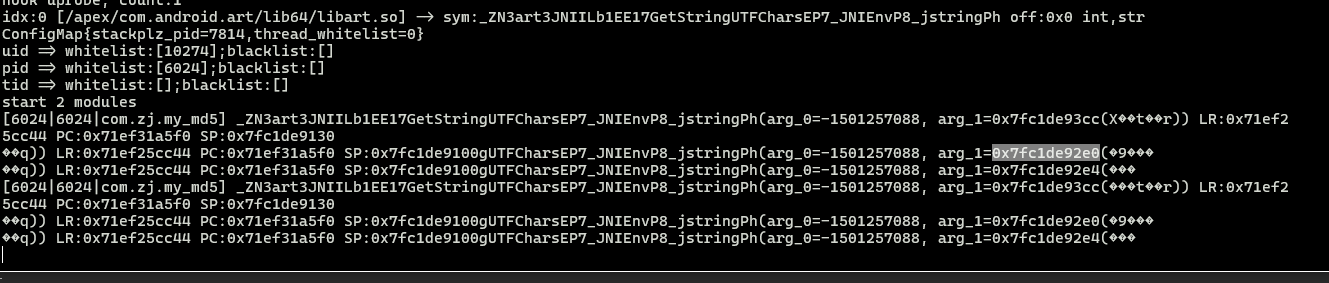 hook uprobe, count:1
idx:0 [/apex/com.android.art/lib64/libart.so] -> sym:_ZN3art3JNIILb1EE17GetStringUTFCharsEP7_JNIEnvP8_jstringPh off:0x0 int,str
ConfigMap{stackplz_pid=7814,thread_whitelist=0}
uid => whitelist:[10274];blacklist:[]
pid => whitelist:[6024];blacklist:[]
tid => whitelist:[];blacklist:[]
start 2 modules
[6024|6024|com.zj.my_md5] _ZN3art3JNIILb1EE17GetStringUTFCharsEP7_JNIEnvP8_jstringPh(arg_0=-1501257088, arg_1=0x7fc1de93cc(X��t��r)) LR:0x71ef2
5cc44 PC:0x71ef31a5f0 SP:0x7fc1de9130
��q)) LR:0x71ef25cc44 PC:0x71ef31a5f0 SP:0x7fc1de9100gUTFCharsEP7_JNIEnvP8_jstringPh(arg_0=-1501257088, arg_1=0x7fc1de92e0(�9���
��q)) LR:0x71ef25cc44 PC:0x71ef31a5f0 SP:0x7fc1de9100gUTFCharsEP7_JNIEnvP8_jstringPh(arg_0=-1501257088, arg_1=0x7fc1de92e4(���
[6024|6024|com.zj.my_md5] _ZN3art3JNIILb1EE17GetStringUTFCharsEP7_JNIEnvP8_jstringPh(arg_0=-1501257088, arg_1=0x7fc1de93cc(���t��r)) LR:0x71ef2
5cc44 PC:0x71ef31a5f0 SP:0x7fc1de9130
��q)) LR:0x71ef25cc44 PC:0x71ef31a5f0 SP:0x7fc1de9100gUTFCharsEP7_JNIEnvP8_jstringPh(arg_0=-1501257088, arg_1=0x7fc1de92e0(�9���
��q)) LR:0x71ef25cc44 PC:0x71ef31a5f0 SP:0x7fc1de9100gUTFCharsEP7_JNIEnvP8_jstringPh(arg_0=-1501257088, arg_1=0x7fc1de92e4(���